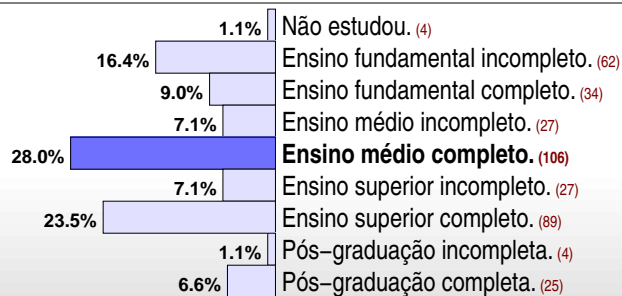 1.1% Não estudou. (4)
16.4% Ensino fundamental incompleto. (62)
9.0% Ensino fundamental completo. (34)
7.1% Ensino médio incompleto. (27)
28.0% Ensino médio completo. (106)
7.1% Ensino superior incompleto. (27)
23.5% Ensino superior completo. (89)
1.1% Pós−graduação incompleta. (4)
6.6% Pós−graduação completa. (25)